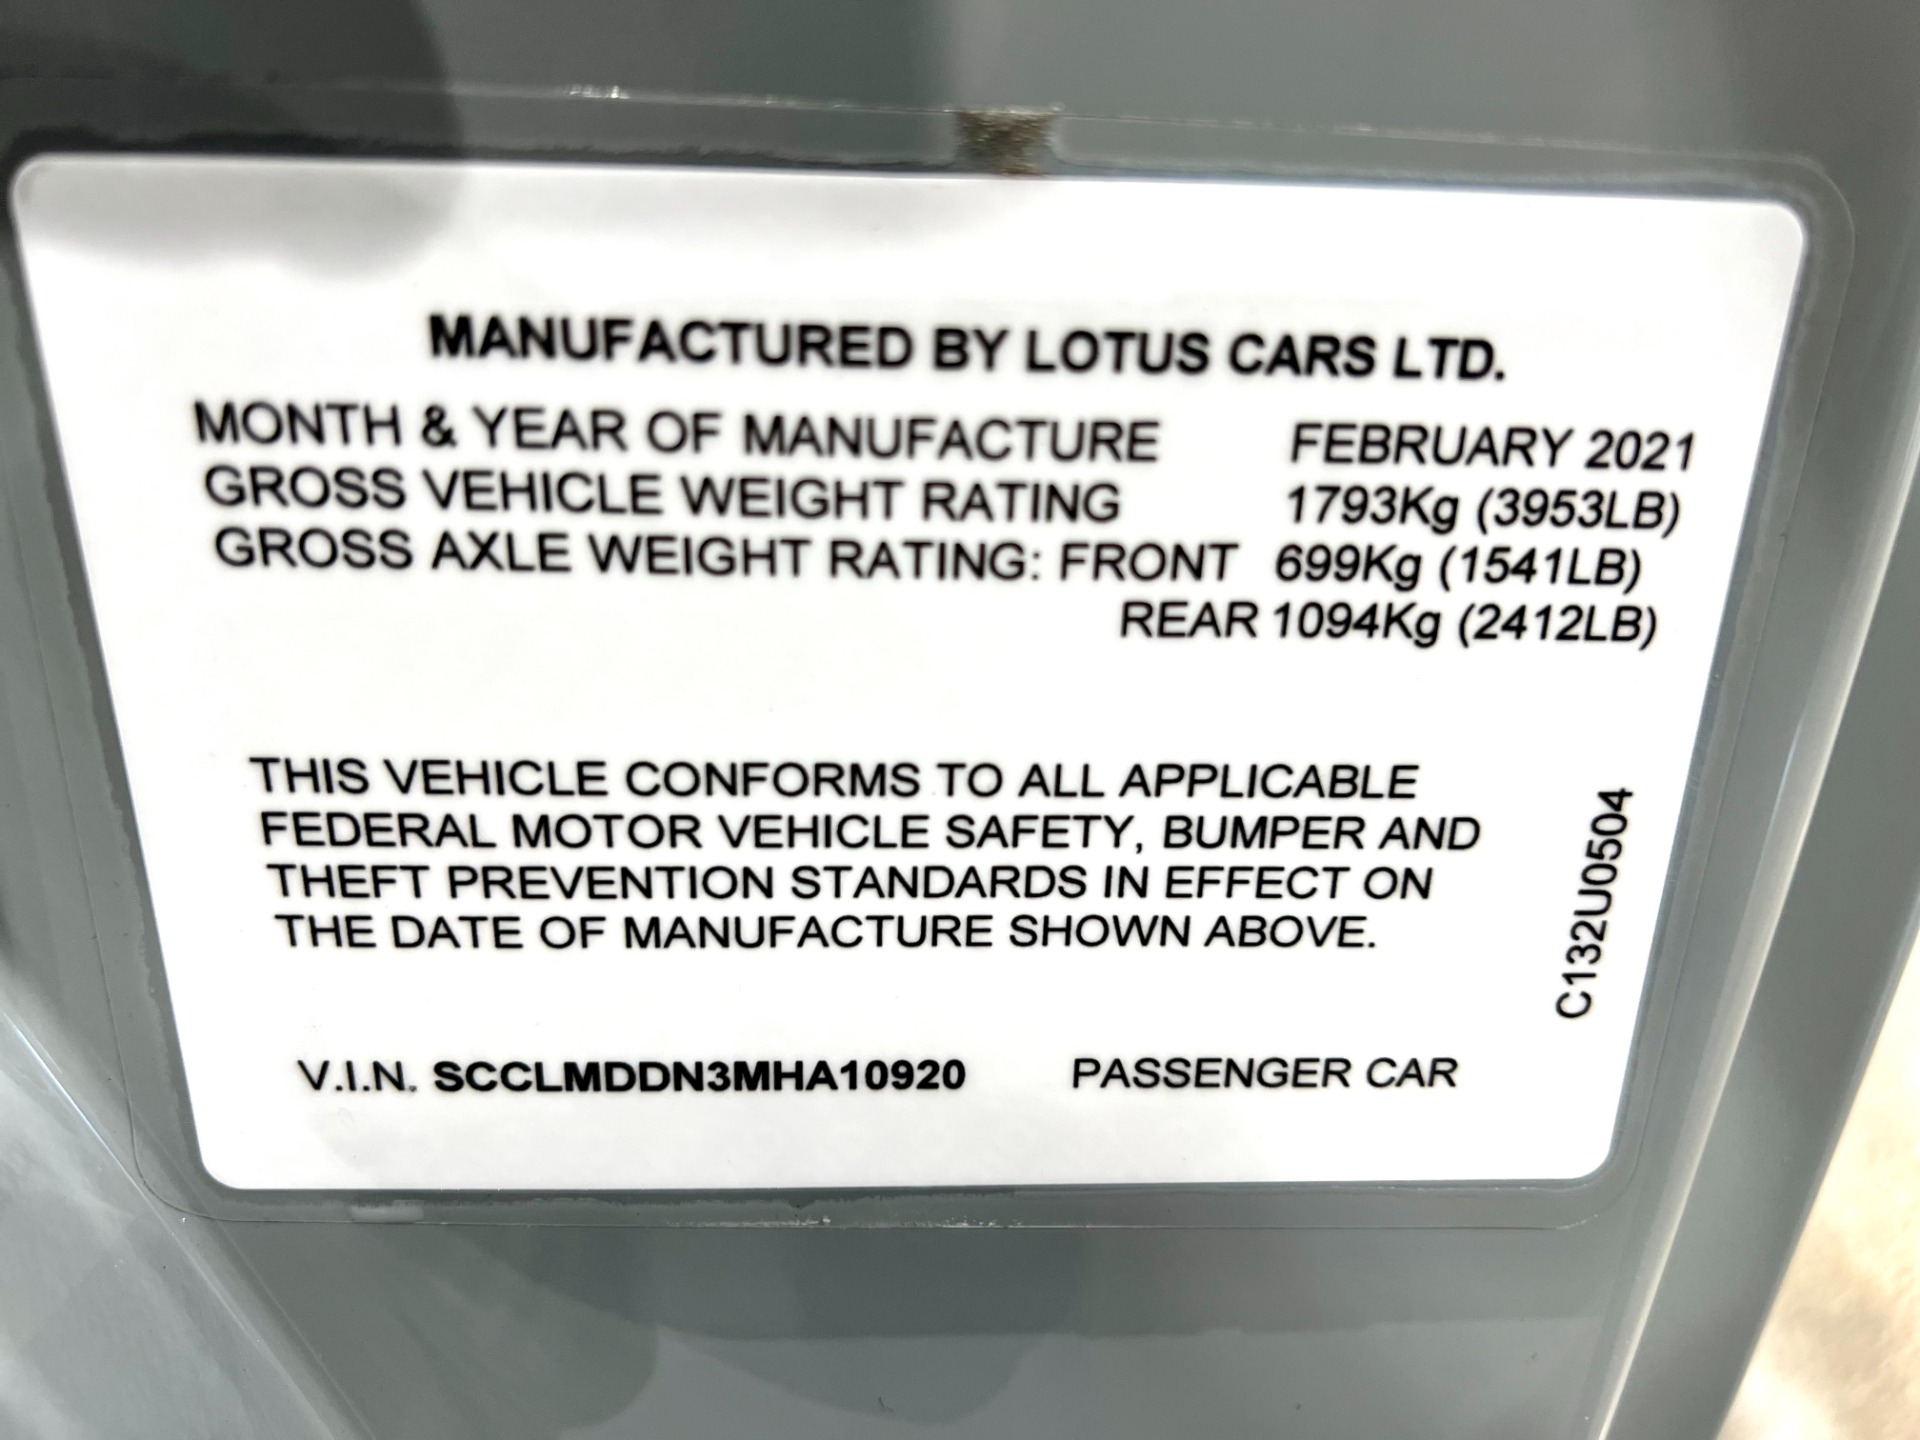 MANUFACTURED BY LOTUS CARS LTD.
MONTH & YEAR OF MANUFACTURE FEBRUARY 2021
GROSS VEHICLE WEIGHT RATING 1793Kg (3953LB)
GROSS AXLE WEIGHT RATING: FRONT 699Kg (1541LB)
REAR 1094Kg (2412LB)
THIS VEHICLE CONFORMS TO ALL APPLICABLE
FEDERAL MOTOR VEHICLE SAFETY, BUMPER AND
THEFT PREVENTION STANDARDS IN EFFECT ON
THE DATE OF MANUFACTURE SHOWN ABOVE.
C132U0504
V.I.N. SCCLMDDN3MHA10920 PASSENGER CAR